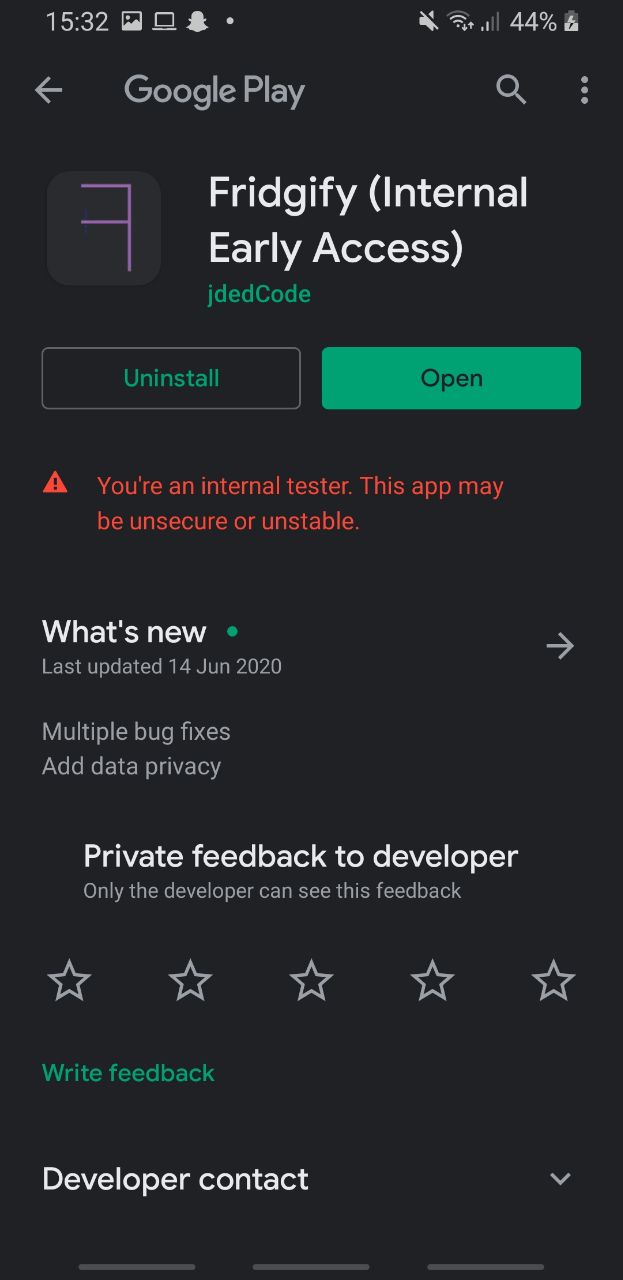 15:32 44%
Google Play
Fridgify (Internal
Early Access)
jdedCode
Uninstall Open
You're an internal tester. This app may
be unsecure or unstable.
What's new
Last updated 14 Jun 2020
Multiple bug fixes
Add data privacy
Private feedback to developer
Only the developer can see this feedback
Write feedback
Developer contact